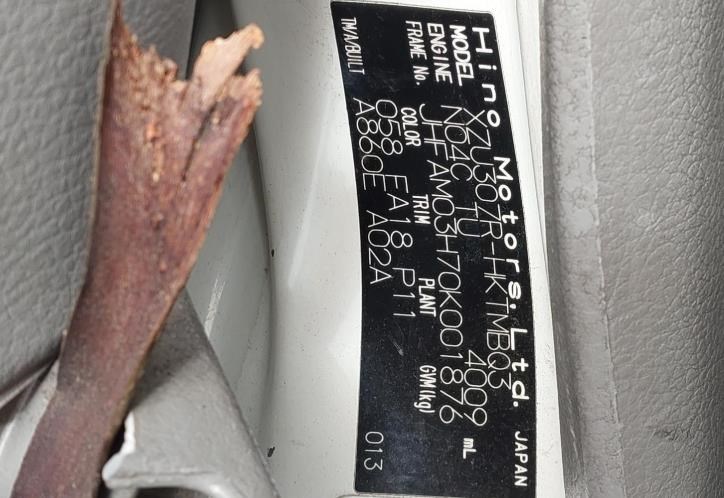 Hino Motors, Ltd. JAPAN
MODEL XZU307R-HKTMBQ3
ENGINE N04C TU 4009 mL
FRAME No. JHFAM03H70K001876
COLOR TRIM PLANT GVM(kg)
058 EA18 P11
TM/A/BUILT A860E A02A 013